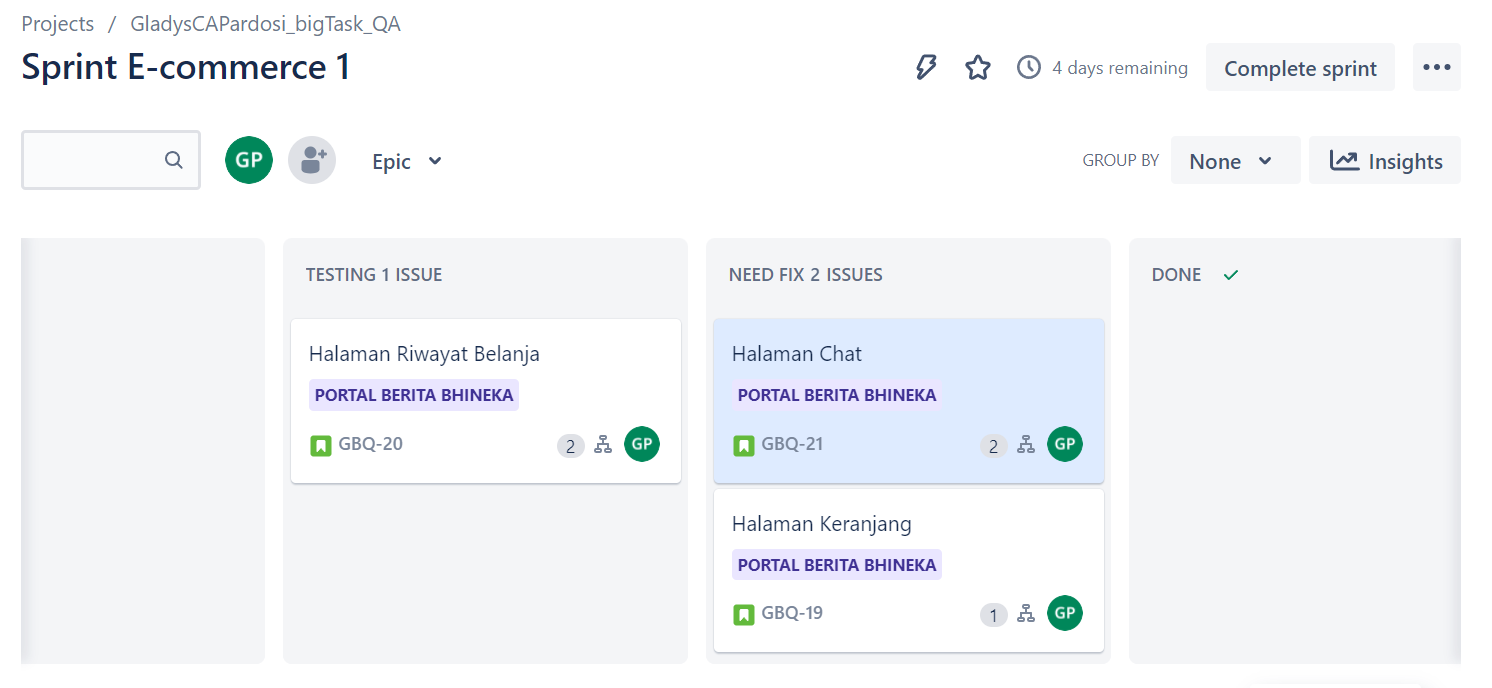 Projects / GladysCAPardosi_bigTask_QA
Sprint E-commerce 1
4 days remaining
Complete sprint
GP
Epic
GROUP BY
None
Insights
TESTING 1 ISSUE
Halaman Riwayat Belanja
PORTAL BERITA BHINEKA
GBQ-20
2
GP
NEED FIX 2 ISSUES
Halaman Chat
PORTAL BERITA BHINEKA
GBQ-21
2
GP
Halaman Keranjang
PORTAL BERITA BHINEKA
GBQ-19
1
GP
DONE